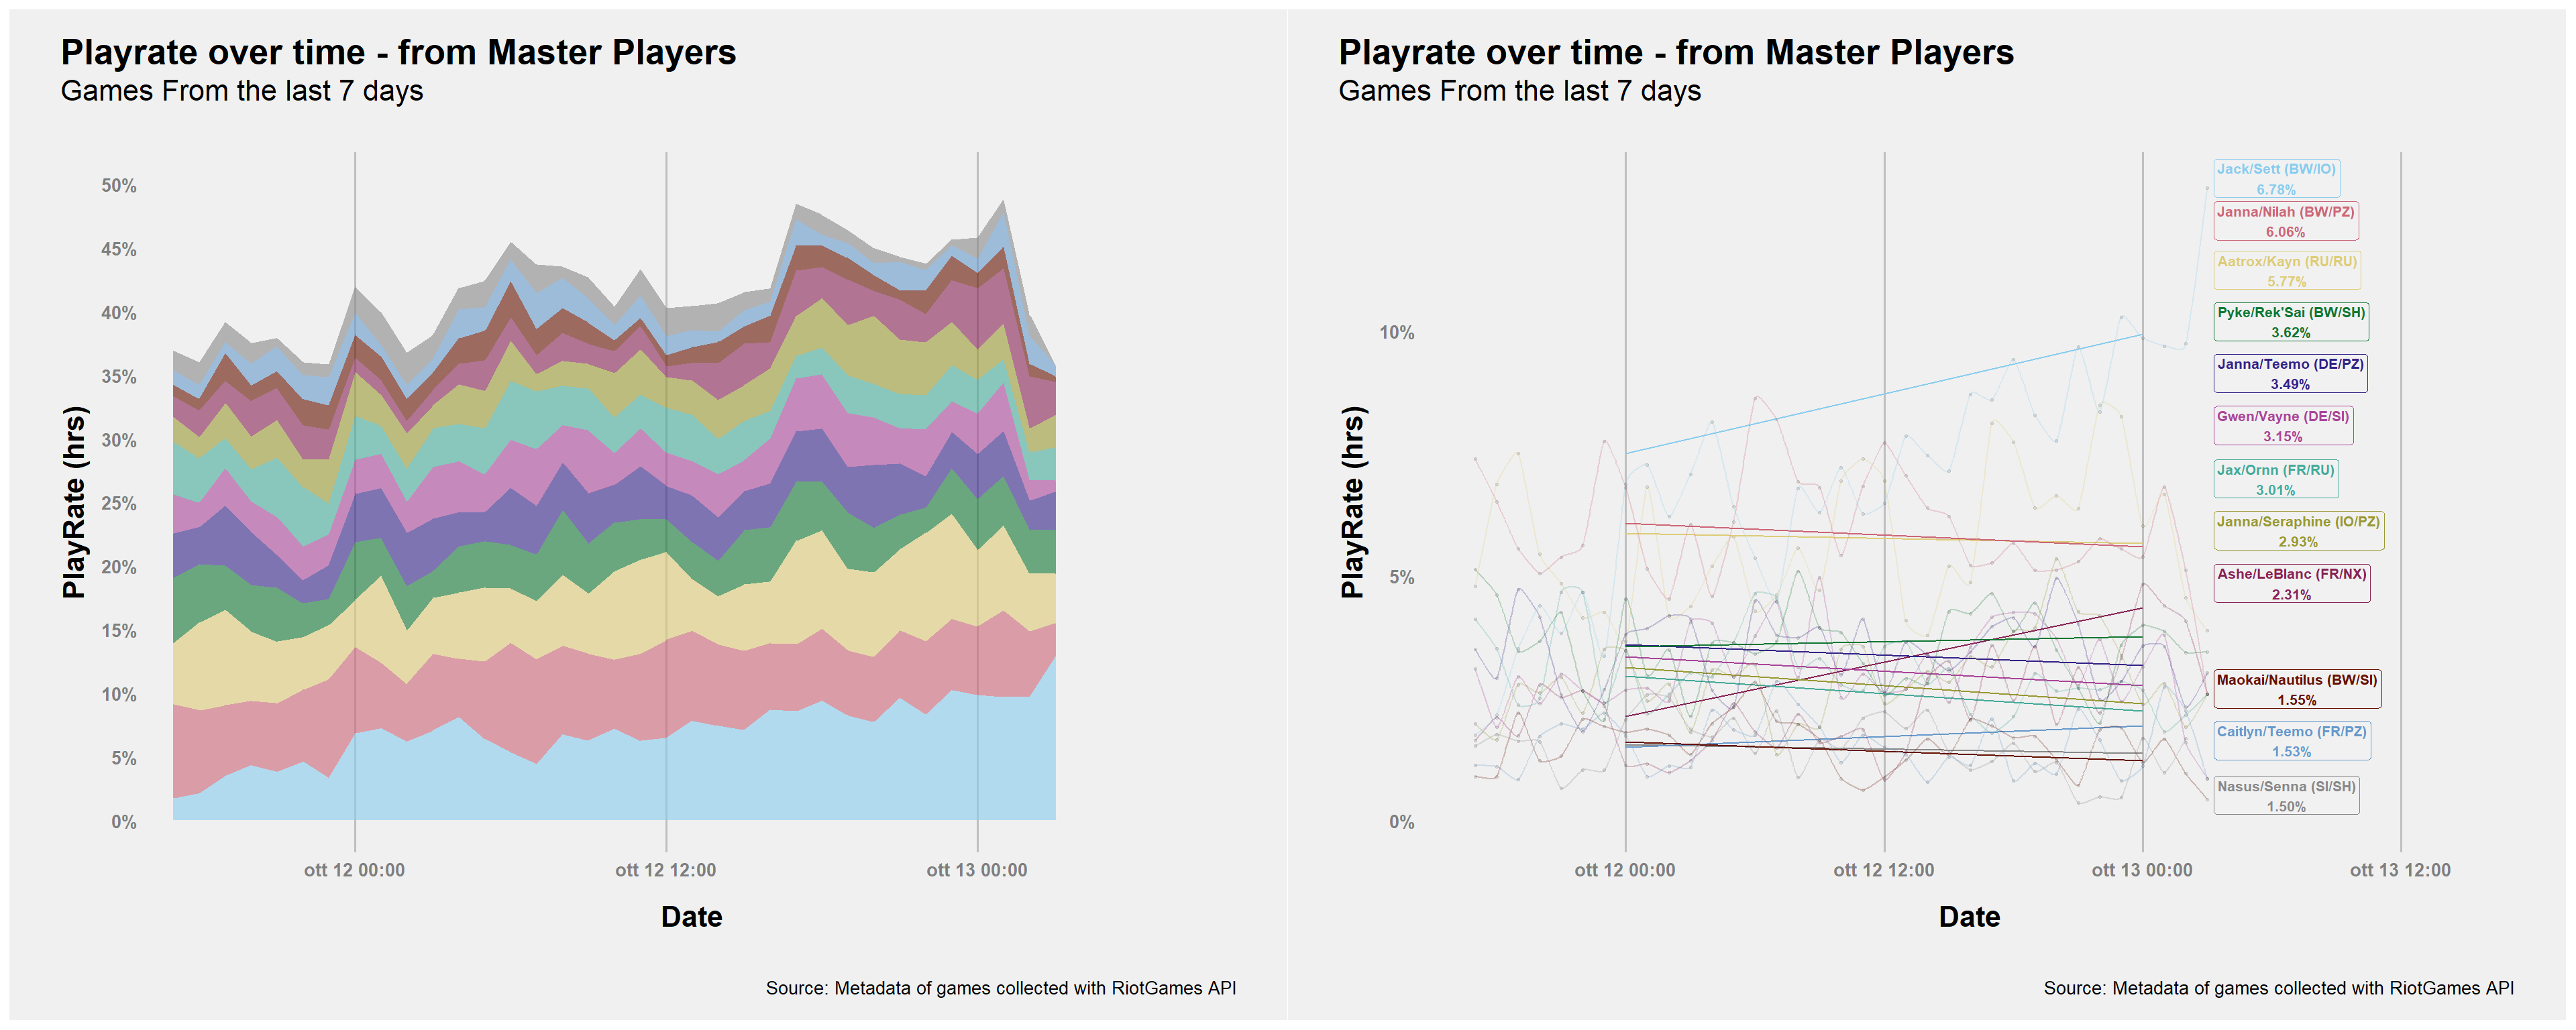 Playrate over time - from Master Players
Games From the last 7 days
50%
45%
40%
35%
30%
25%
20%
15%
10%
5%
0%
PlayRate (hrs)
ott 12 00:00
ott 12 12:00
ott 13 00:00
Date
Source: Metadata of games collected with RiotGames API
Playrate over time - from Master Players
Games From the last 7 days
10%
5%
0%
PlayRate (hrs)
Jack/Sett (BW/IO)
6.78%
Janna/Nilah (BW/PZ)
6.06%
Aatrox/Kayn (RU/RU)
5.77%
Pyke/Rek'Sai (BW/SH)
3.62%
Janna/Teemo (DE/PZ)
3.49%
Gwen/Vayne (DE/SI)
3.15%
Jax/Ornn (FR/RU)
3.01%
Janna/Seraphine (IO/PZ)
2.93%
Ashe/LeBlanc (FR/NX)
2.31%
Maokai/Nautilus (BW/SI)
1.55%
Caitlyn/Teemo (FR/PZ)
1.53%
Nasus/Senna (SI/SH)
1.50%
ott 12 00:00
ott 12 12:00
ott 13 00:00
ott 13 12:00
Date
Source: Metadata of games collected with RiotGames API